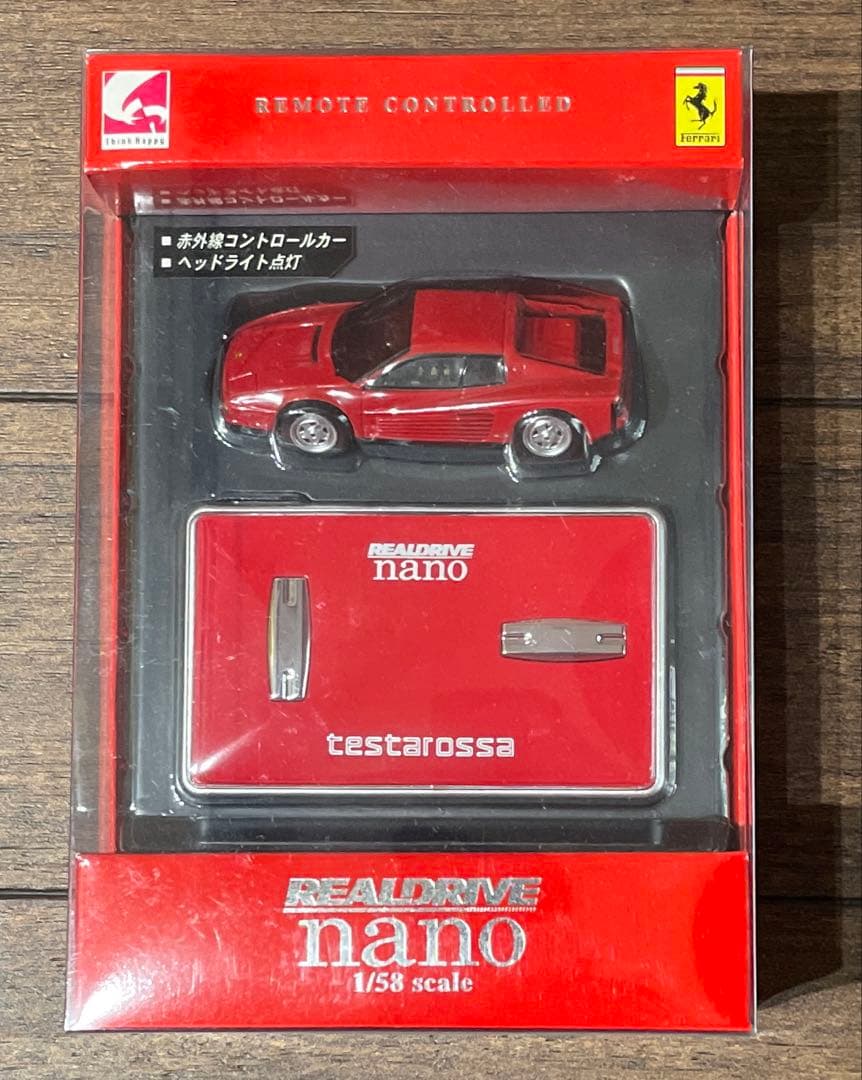 REMOTE CONTROLLED
Think Happy
Ferrari
■ 赤外線コントロールカー
■ ヘッドライト点灯
REALDRIVE
nano
testarossa
REALDRIVE
nano
1/58 scale